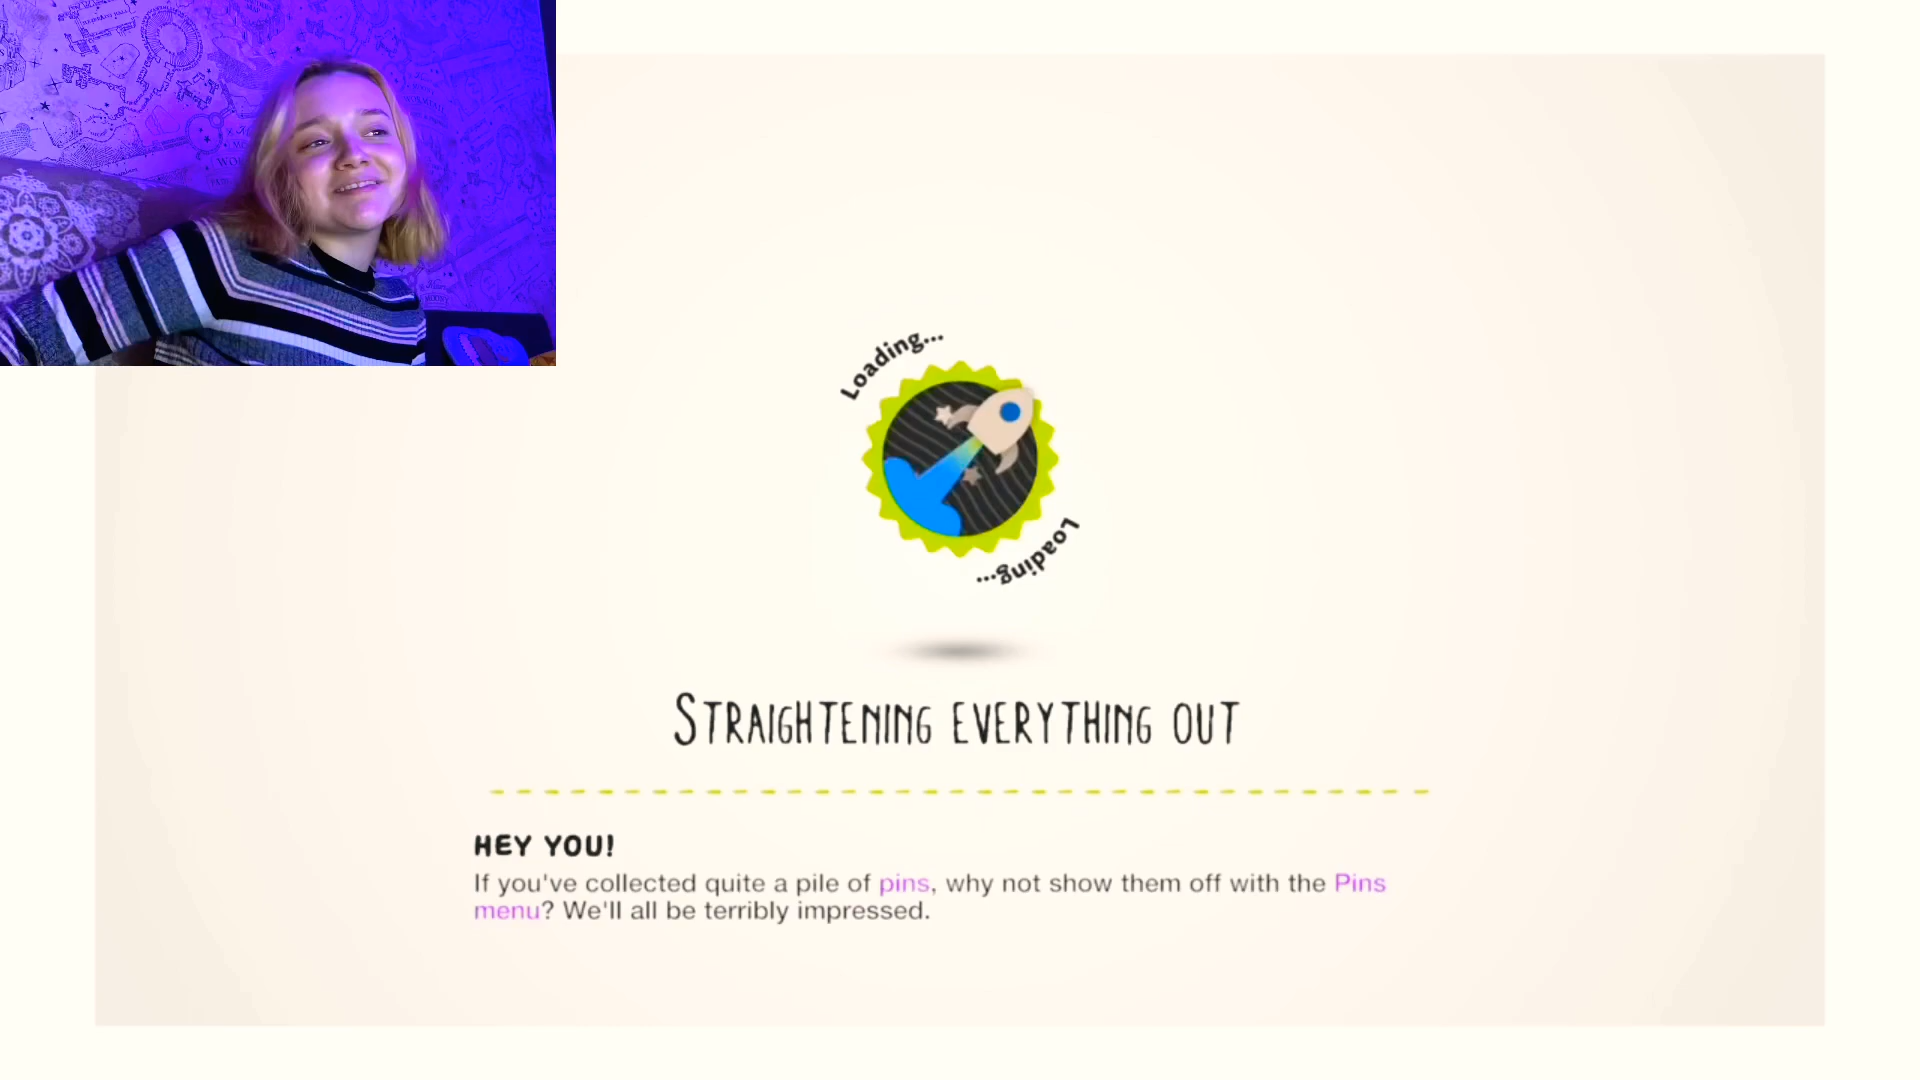 Loading...
Loading...
STRAIGHTENING EVERYTHING OUT
HEY YOU!
If you've collected quite a pile of pins, why not show them off with the Pins
menu? We'll all be terribly impressed.